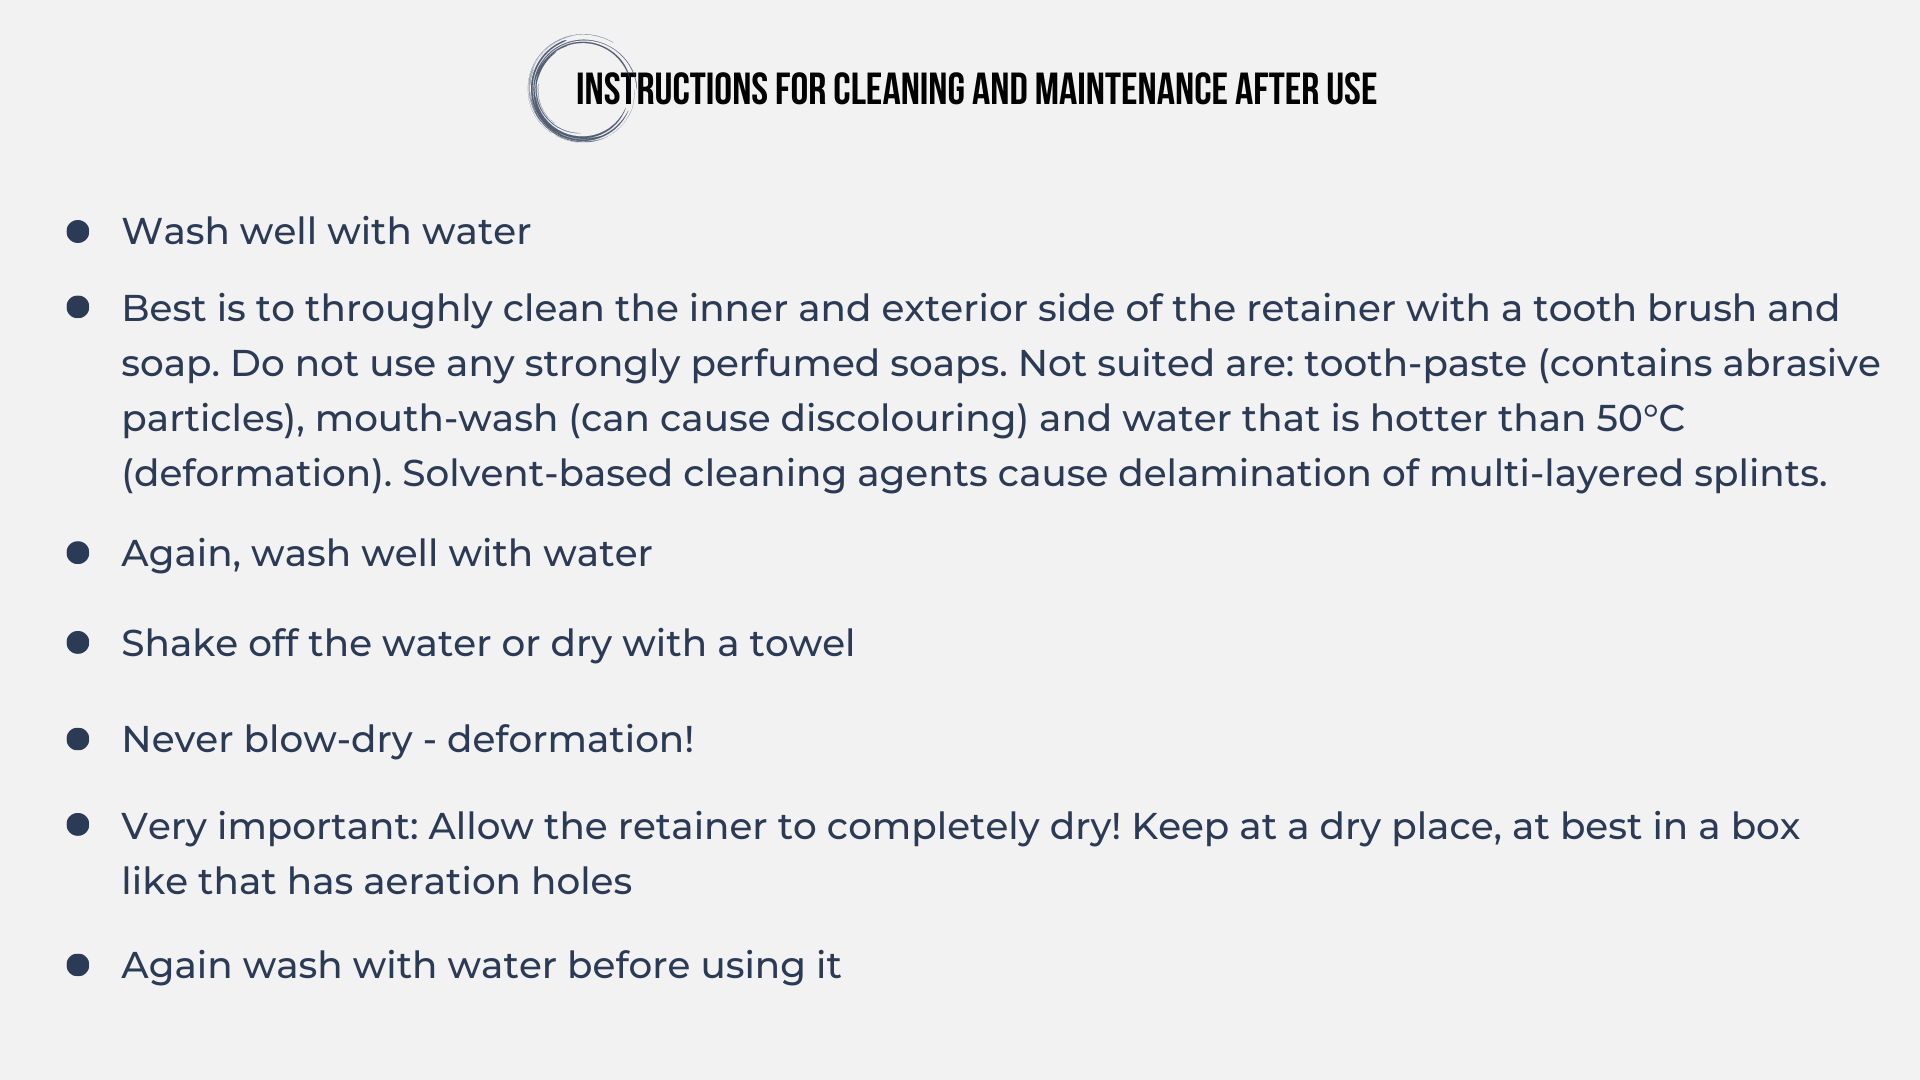 INSTRUCTIONS FOR CLEANING AND MAINTENANCE AFTER USE
● Wash well with water
● Best is to throughly clean the inner and exterior side of the retainer with a tooth brush and
soap. Do not use any strongly perfumed soaps. Not suited are: tooth-paste (contains abrasive
particles), mouth-wash (can cause discolouring) and water that is hotter than 50°C
(deformation). Solvent-based cleaning agents cause delamination of multi-layered splints.
● Again, wash well with water
● Shake off the water or dry with a towel
● Never blow-dry - deformation!
● Very important: Allow the retainer to completely dry! Keep at a dry place, at best in a box
like that has aeration holes
● Again wash with water before using it